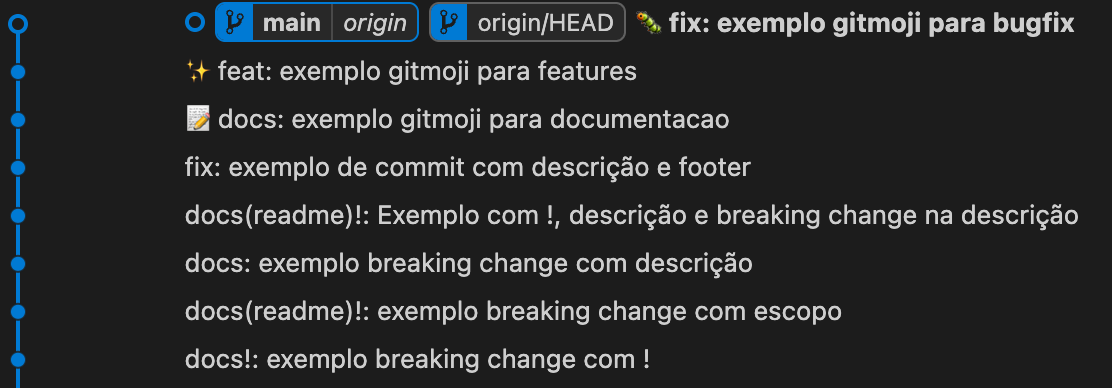 main origin origin/HEAD 🐛 fix: exemplo gitmoji para bugfix
✨ feat: exemplo gitmoji para features
📝 docs: exemplo gitmoji para documentacao
fix: exemplo de commit com descrição e footer
docs(readme)!: Exemplo com !, descrição e breaking change na descrição
docs: exemplo breaking change com descrição
docs(readme)!: exemplo breaking change com escopo
docs!: exemplo breaking change com !